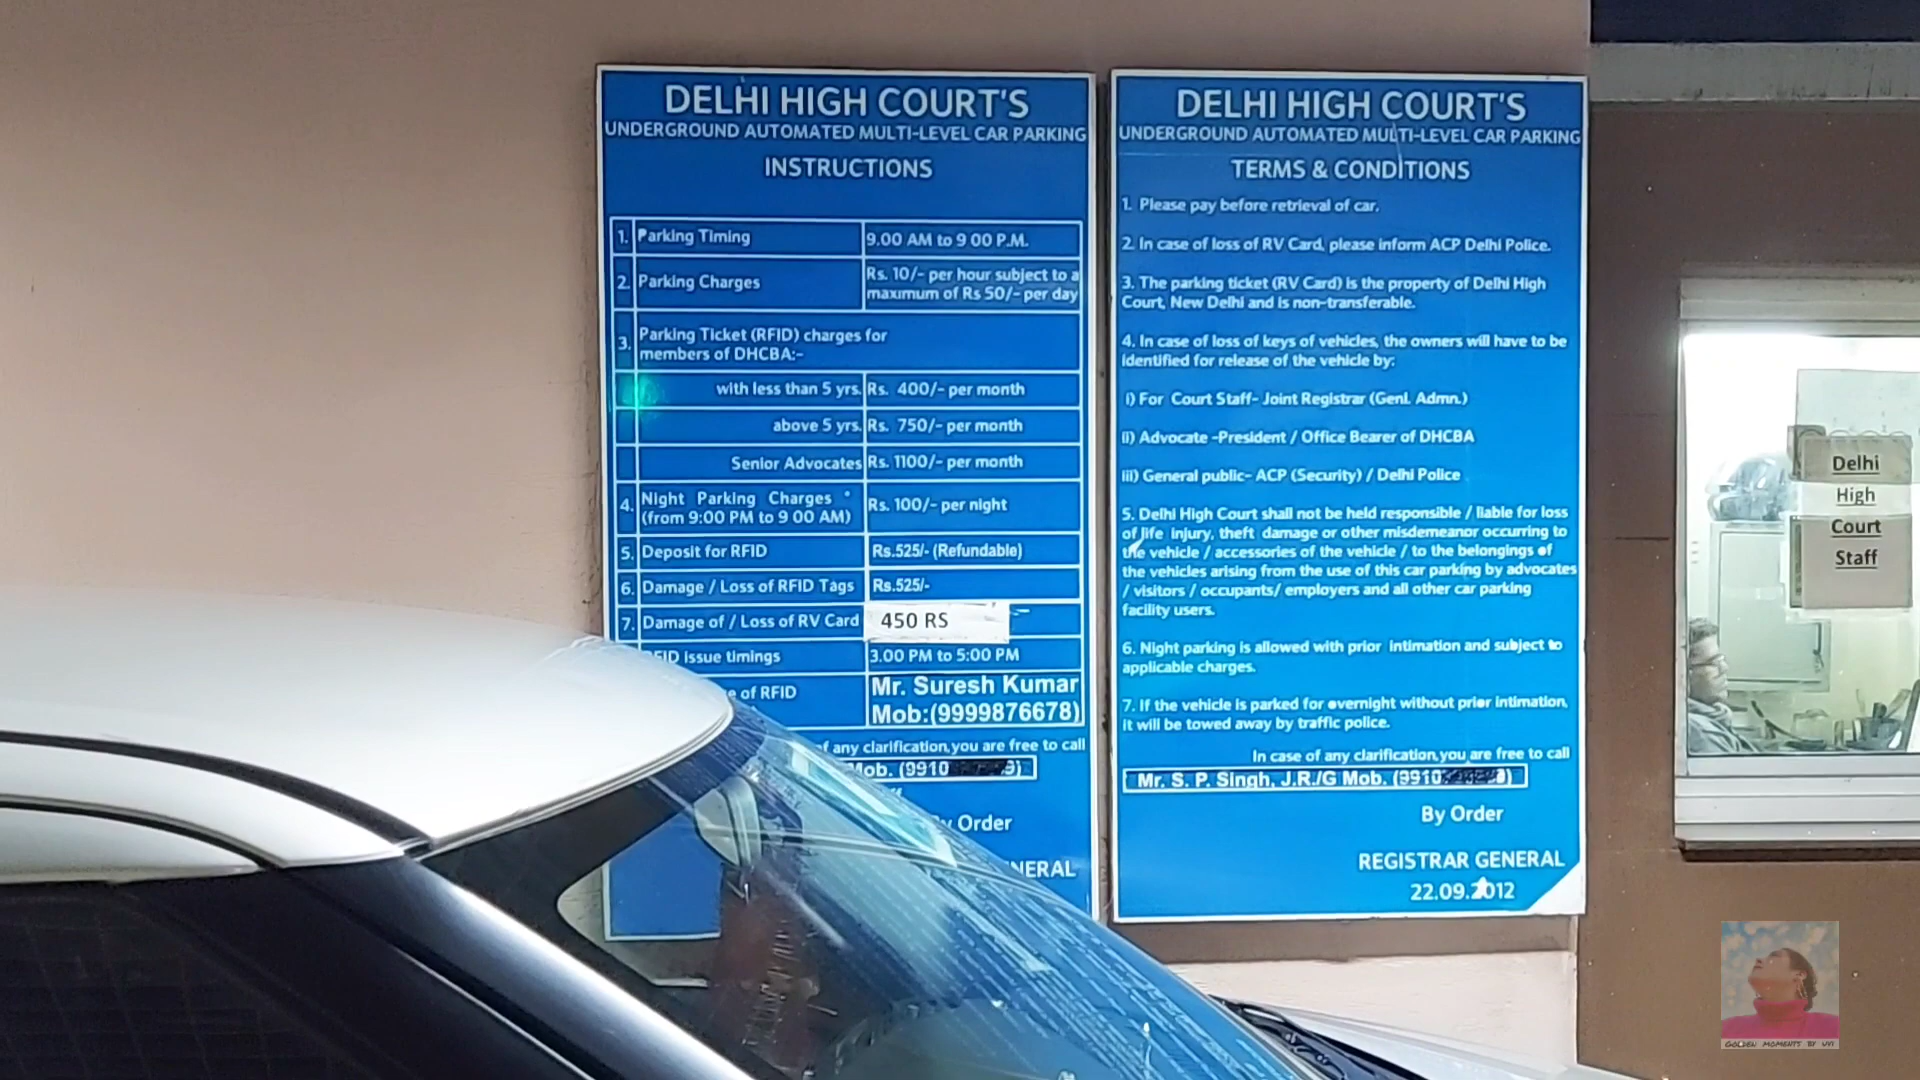 DELHI HIGH COURT'S
UNDERGROUND AUTOMATED MULTI-LEVEL CAR PARKING
INSTRUCTIONS
1. Parking Timing 9.00 AM to 9 00 P.M.
2. Parking Charges Rs. 10/- per hour subject to a
maximum of Rs 50/- per day
3. Parking Ticket (RFID) charges for
members of DHCBA:-
with less than 5 yrs. Rs. 400/- per month
above 5 yrs. Rs. 750/- per month
Senior Advocates Rs. 1100/- per month
4. Night Parking Charges *
(from 9:00 PM to 9 00 AM) Rs. 100/- per night
5. Deposit for RFID Rs.525/- (Refundable)
6. Damage / Loss of RFID Tags Rs.525/-
7. Damage of / Loss of RV Card 450 RS
issue timings 3.00 PM to 5:00 PM
of RFID Mr. Suresh Kumar
Mob:(9999876678)
of any clarification,you are free to call
Mob. (9910 9)
By Order
NERAL
DELHI HIGH COURT'S
UNDERGROUND AUTOMATED MULTI-LEVEL CAR PARKING
TERMS & CONDITIONS
1. Please pay before retrieval of car.
2. In case of loss of RV Card, please inform ACP Delhi Police.
3. The parking ticket (RV Card) is the property of Delhi High
Court, New Delhi and is non-transferable.
4. In case of loss of keys of vehicles, the owners will have to be
identified for release of the vehicle by:
i) For Court Staff- Joint Registrar (Genl. Admn.)
ii) Advocate -President / Office Bearer of DHCBA
iii) General public- ACP (Security) / Delhi Police
5. Delhi High Court shall not be held responsible / liable for loss
of life injury, theft damage or other misdemeanor occurring to
the vehicle / accessories of the vehicle / to the belongings of
the vehicles arising from the use of this car parking by advocates
/ visitors / occupants/ employers and all other car parking
facility users.
6. Night parking is allowed with prior intimation and subject to
applicable charges.
7. If the vehicle is parked for overnight without prior intimation,
it will be towed away by traffic police.
In case of any clarification,you are free to call
Mr. S. P. Singh, J.R./G Mob. (9910 )
By Order
REGISTRAR GENERAL
22.09.2012
Delhi
High
Court
Staff
GOLDEN MOMENTS BY UVI